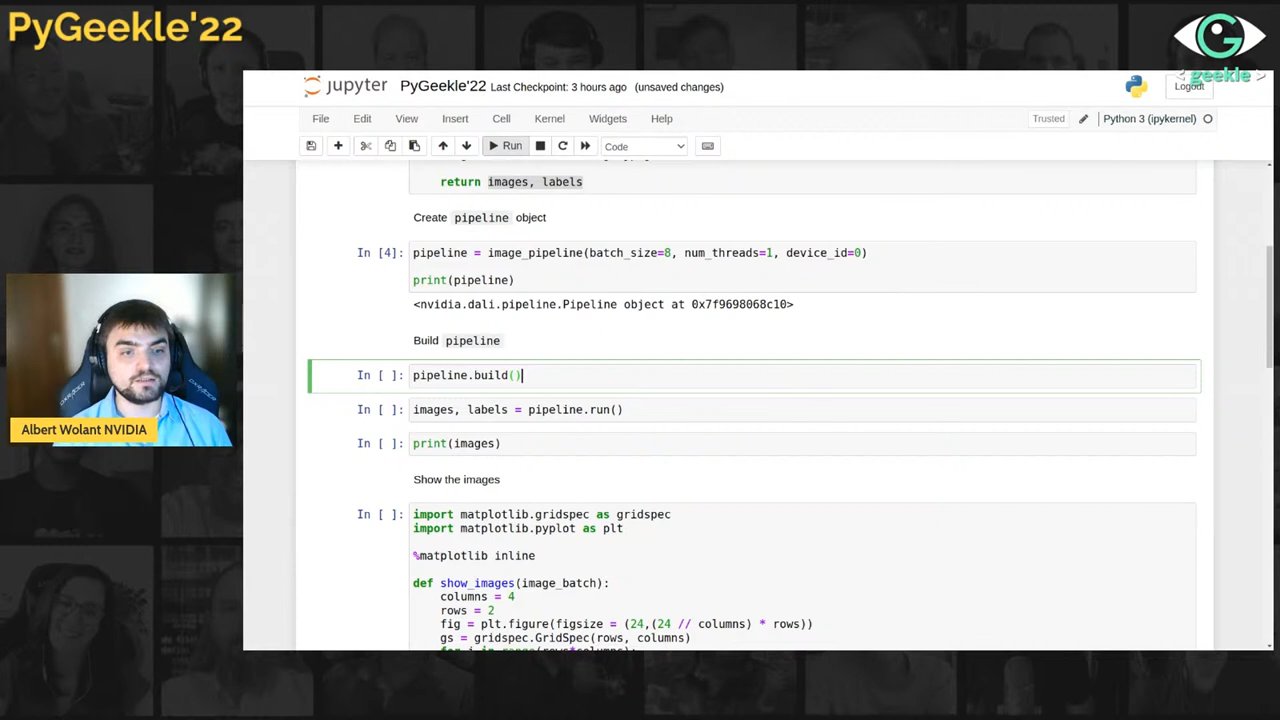 PyGeekle'22
geekle
jupyter PyGeekle'22 Last Checkpoint: 3 hours ago (unsaved changes)
Logout
File Edit View Insert Cell Kernel Widgets Help
Trusted Python 3 (ipykernel)
Run Code
return images, labels
Create pipeline object
In [4]: pipeline = image_pipeline(batch_size=8, num_threads=1, device_id=0)
print(pipeline)
<nvidia.dali.pipeline.Pipeline object at 0x7f9698068c10>
Build pipeline
In [ ]: pipeline.build()
In [ ]: images, labels = pipeline.run()
In [ ]: print(images)
Show the images
In [ ]: import matplotlib.gridspec as gridspec
import matplotlib.pyplot as plt
%matplotlib inline
def show_images(image_batch):
columns = 4
rows = 2
fig = plt.figure(figsize = (24,(24 // columns) * rows))
gs = gridspec.GridSpec(rows, columns)
for i in range(rows*columns):
Albert Wolant NVIDIA